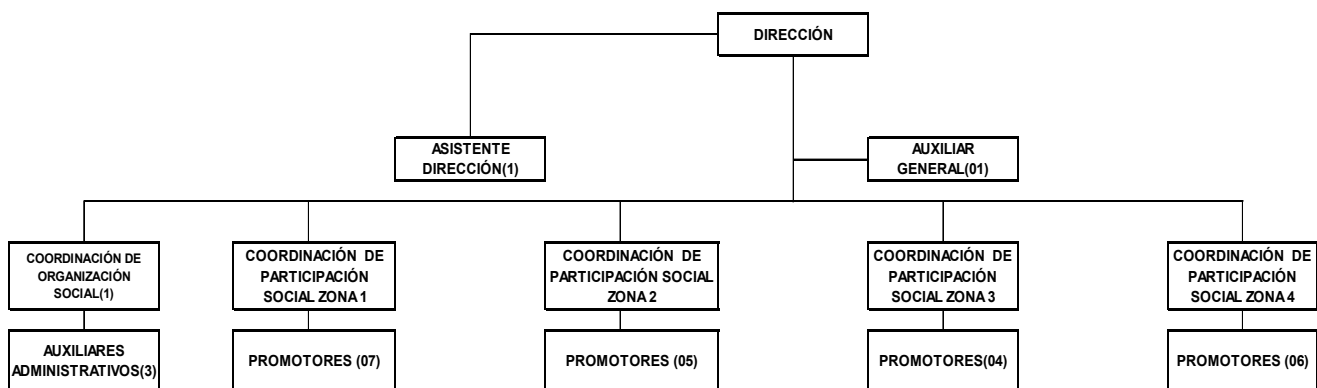 DIRECCIÓN
ASISTENTE
DIRECCIÓN(1)
AUXILIAR
GENERAL(01)
COORDINACIÓN DE
ORGANIZACIÓN
SOCIAL(1)
COORDINACIÓN DE
PARTICIPACIÓN
SOCIAL ZONA 1
COORDINACIÓN DE
PARTICIPACIÓN SOCIAL
ZONA 2
COORDINACIÓN DE
PARTICIPACIÓN
SOCIAL ZONA 3
COORDINACIÓN DE
PARTICIPACIÓN
SOCIAL ZONA 4
AUXILIARES
ADMINISTRATIVOS(3)
PROMOTORES (07)
PROMOTORES (05)
PROMOTORES(04)
PROMOTORES (06)